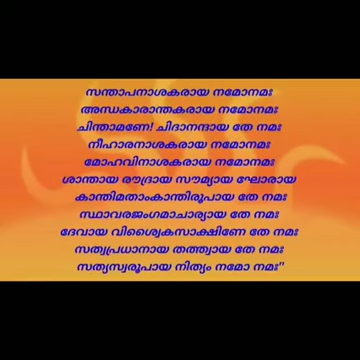 സന്താപനാശകരായ നമോനമഃ
അന്ധകാരാന്തകരായ നമോനമഃ
ചിന്താമണേ! ചിദാനന്ദായ തേ നമഃ
നീഹാരനാശകരായ നമോനമഃ
മോഹവിനാശകരായ നമോനമഃ
ശാന്തായ രൗദ്രായ സൗമ്യായ ഘോരായ
കാന്തിമതാംകാന്തിരൂപായ തേ നമഃ
സ്ഥാവരജംഗമാചാര്യായ തേ നമഃ
ദേവായ വിശ്വൈകസാക്ഷിണേ തേ നമഃ
സത്വപ്രധാനായ തത്ത്വായ തേ നമഃ
സത്യസ്വരൂപായ നിത്യം നമോ നമഃ"